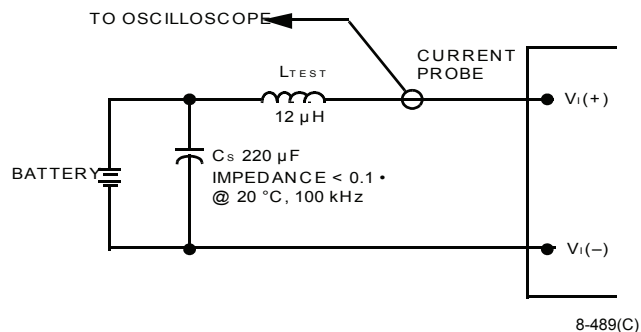 TO OSCILLOSCOPE
CURRENT
PROBE
LTEST
12 µH
VI(+)
CS 220 µF
IMPEDANCE < 0.1 •
@ 20 °C, 100 kHz
BATTERY
VI(–)
8-489(C)